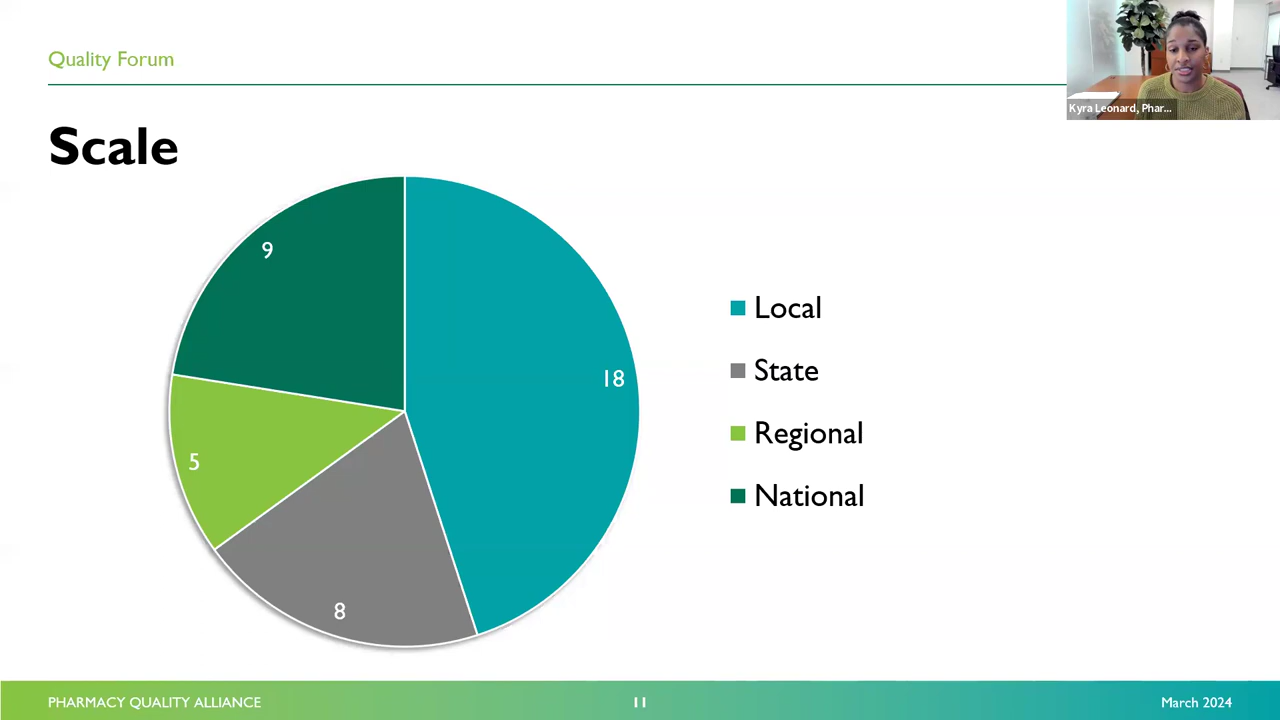 Quality Forum
Kyra Leonard, Phar...
Scale
9
18
5
8
Local
State
Regional
National
PHARMACY QUALITY ALLIANCE
11
March 2024